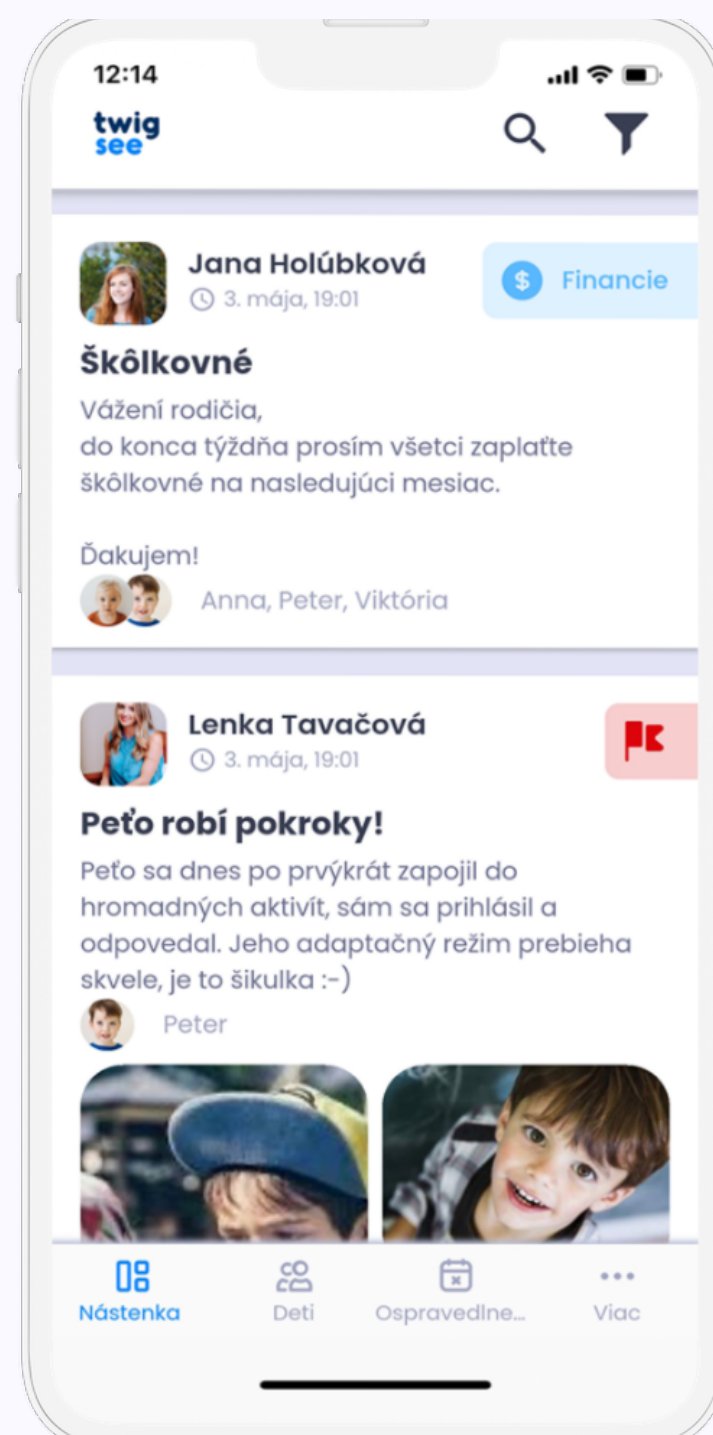 12:14
twig
see
Jana Holúbková
3. mája, 19:01
$ Financie
Škôlkovné
Vážení rodičia,
do konca týždňa prosím všetci zaplaťte
škôlkovné na nasledujúci mesiac.
Ďakujem!
Anna, Peter, Viktória
Lenka Tavačová
3. mája, 19:01
Peťo robí pokroky!
Peťo sa dnes po prvýkrát zapojil do
hromadných aktivít, sám sa prihlásil a
odpovedal. Jeho adaptačný režim prebieha
skvele, je to šikulka :-)
Peter
Nástenka
Deti
Ospravedlne...
Viac